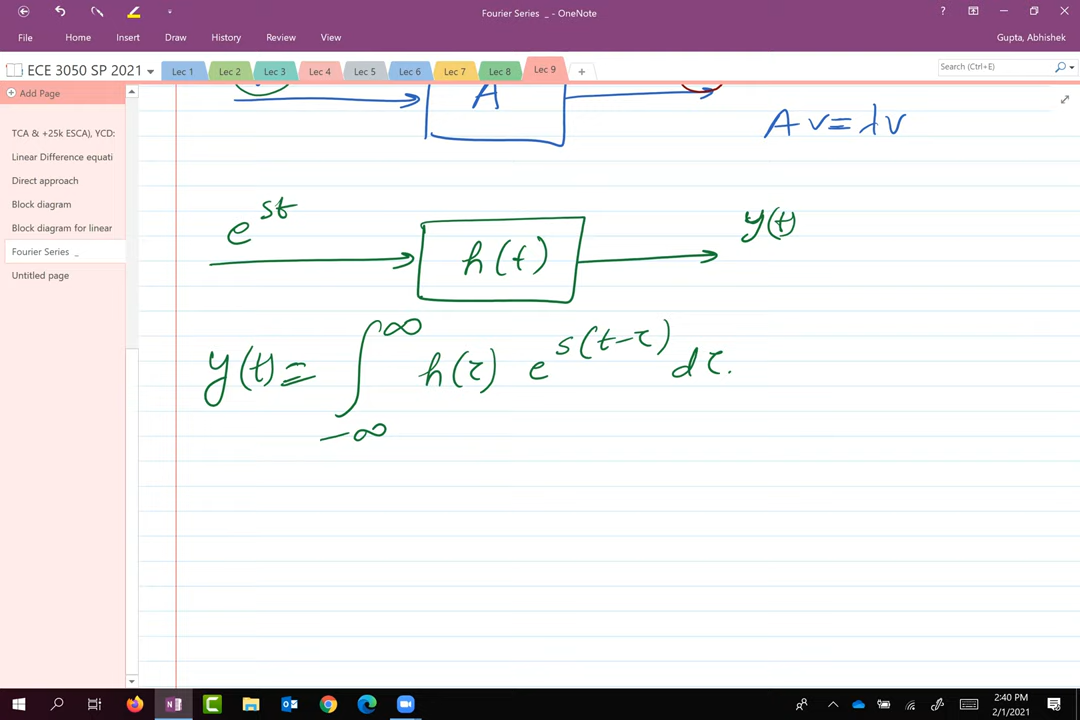 Fourier Series _ - OneNote
? 
File Home Insert Draw History Review View Gupta, Abhishek
ECE 3050 SP 2021 Lec 1 Lec 2 Lec 3 Lec 4 Lec 5 Lec 6 Lec 7 Lec 8 Lec 9 + Search (Ctrl+E)
+ Add Page
TCA & +25k ESCA), YCD:
Linear Difference equati
Direct approach
Block diagram
Block diagram for linear
Fourier Series _
Untitled page
A
A v = λ v
e^{st} h(t) y(t)
y(t) = ∫_{-∞}^{∞} h(τ) e^{s(t-τ)} dτ.
2:40 PM
2/1/2021